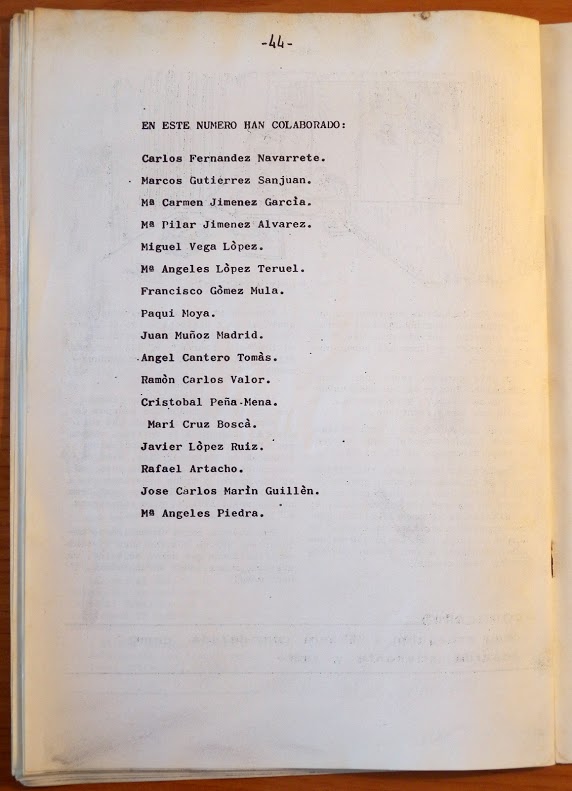 -44-
EN ESTE NUMERO HAN COLABORADO:
Carlos Fernandez Navarrete.
Marcos Gutierrez Sanjuan.
Mª Carmen Jimenez Garcìa.
Mª Pilar Jimenez Alvarez.
Miguel Vega Lòpez.
Mª Angeles Lòpez Teruel.
Francisco Gòmez Mula.
Paqui Moya.
Juan Muñoz Madrid.
Angel Cantero Tomàs.
Ramòn Carlos Valor.
Cristobal Peña-Mena.
Mari Cruz Boscà.
Javier Lòpez Ruiz.
Rafael Artacho.
Jose Carlos Marìn Guillèn.
Mª Angeles Piedra.